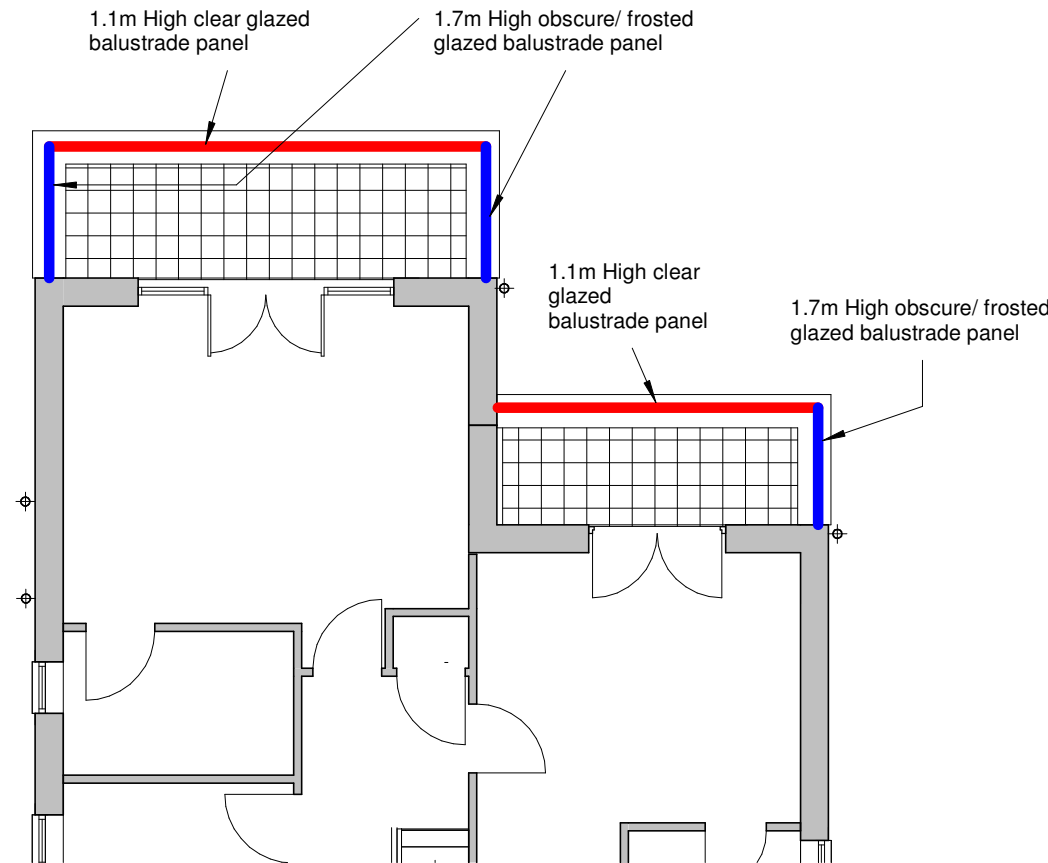 1.1m High clear glazed
balustrade panel
1.7m High obscure/ frosted
glazed balustrade panel
1.1m High clear
glazed
balustrade panel
1.7m High obscure/ frosted
glazed balustrade panel